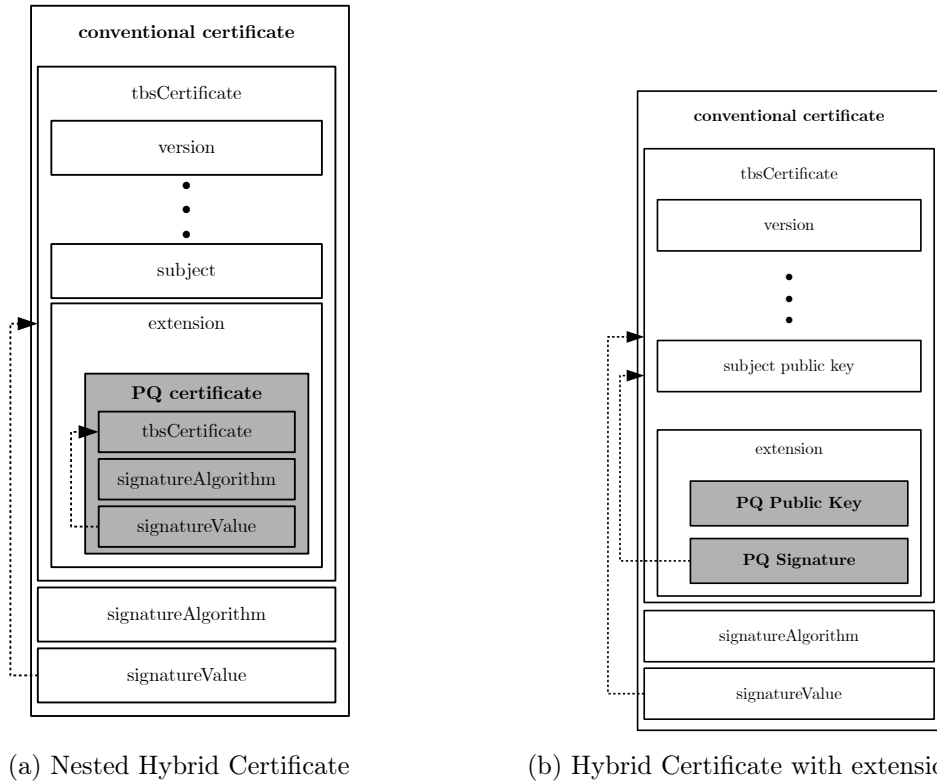 conventional certificate
tbsCertificate
version
subject
extension
PQ certificate
tbsCertificate
signatureAlgorithm
signatureValue
signatureAlgorithm
signatureValue
(a) Nested Hybrid Certificate
conventional certificate
tbsCertificate
version
subject public key
extension
PQ Public Key
PQ Signature
signatureAlgorithm
signatureValue
(b) Hybrid Certificate with extensio